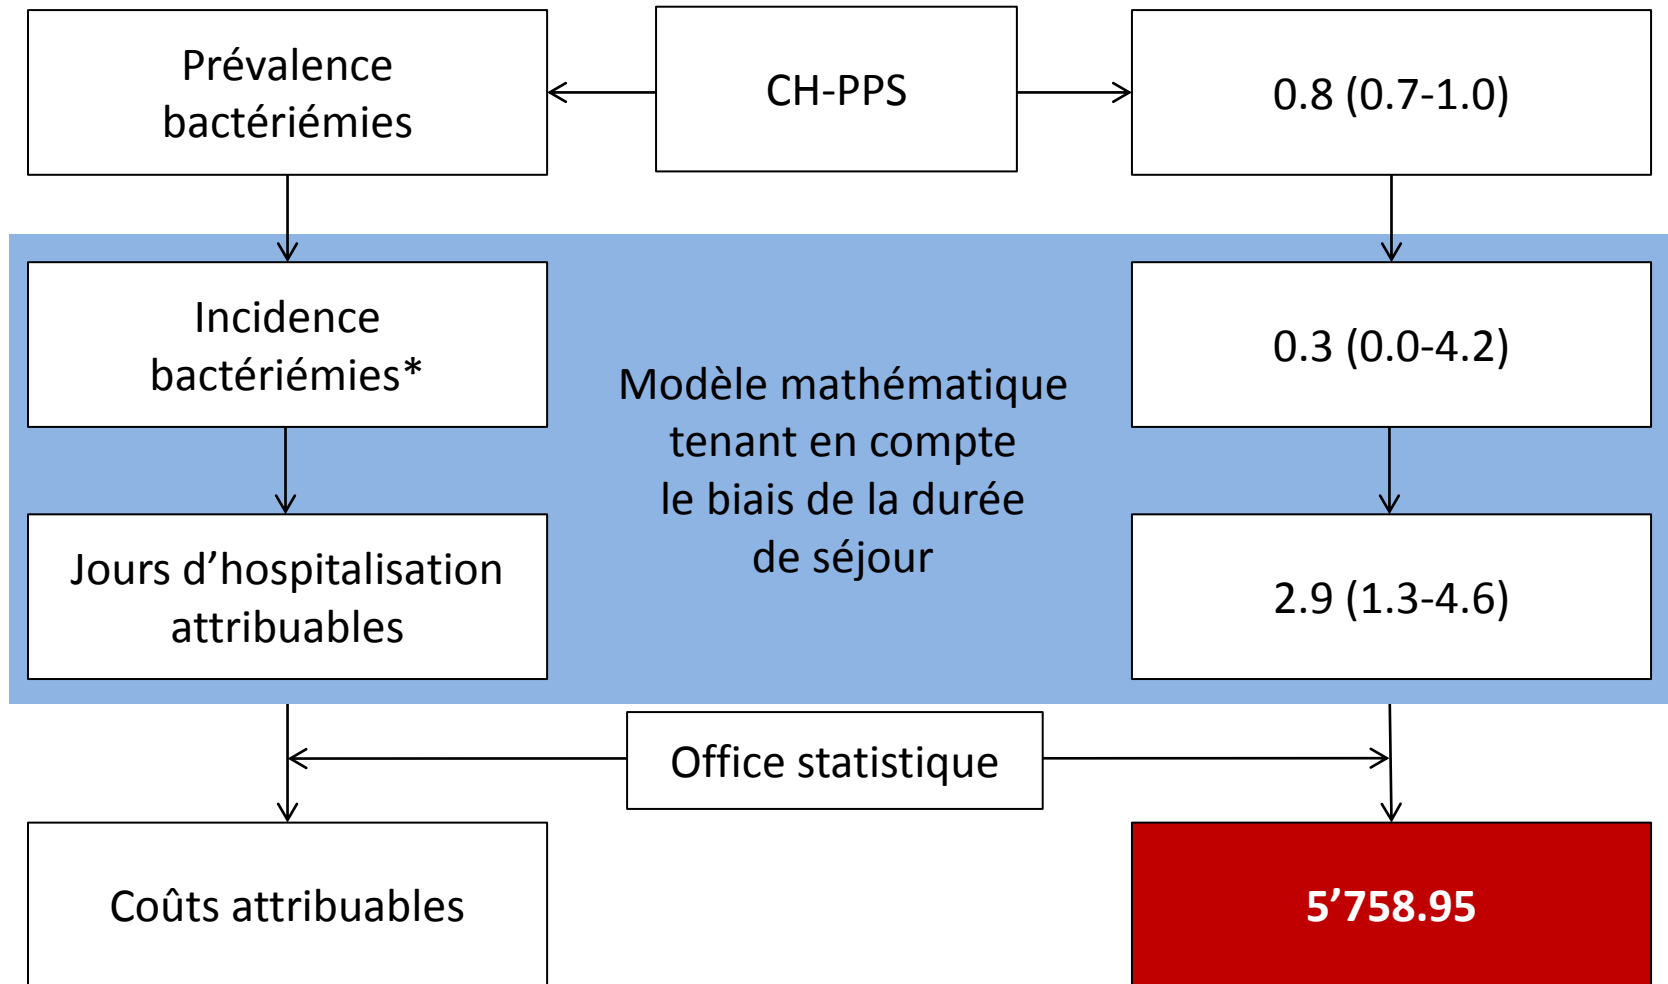 Prévalence
bactériémies
CH-PPS
0.8 (0.7-1.0)
Incidence
bactériémies*
0.3 (0.0-4.2)
Modèle mathématique
tenant en compte
le biais de la durée
de séjour
Jours d’hospitalisation
attribuables
2.9 (1.3-4.6)
Office statistique
Coûts attribuables
5’758.95